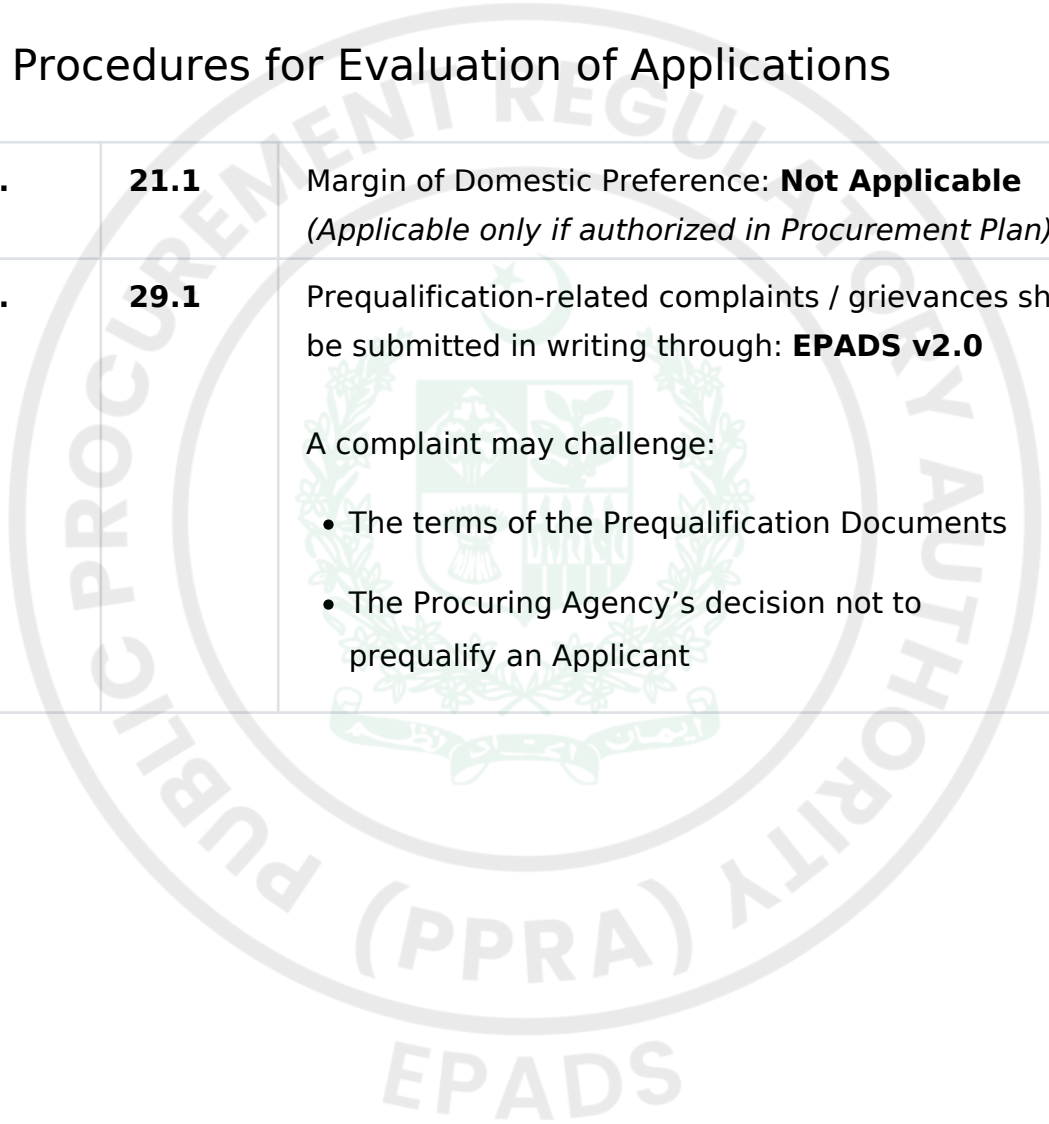 Procedures for Evaluation of Applications
. 21.1 Margin of Domestic Preference: Not Applicable
(Applicable only if authorized in Procurement Plan)
. 29.1 Prequalification-related complaints / grievances sh
be submitted in writing through: EPADS v2.0
A complaint may challenge:
• The terms of the Prequalification Documents
• The Procuring Agency’s decision not to
prequalify an Applicant
PUBLIC PROCUREMENT REGULATORY AUTHORITY
(PPRA)
EPADS